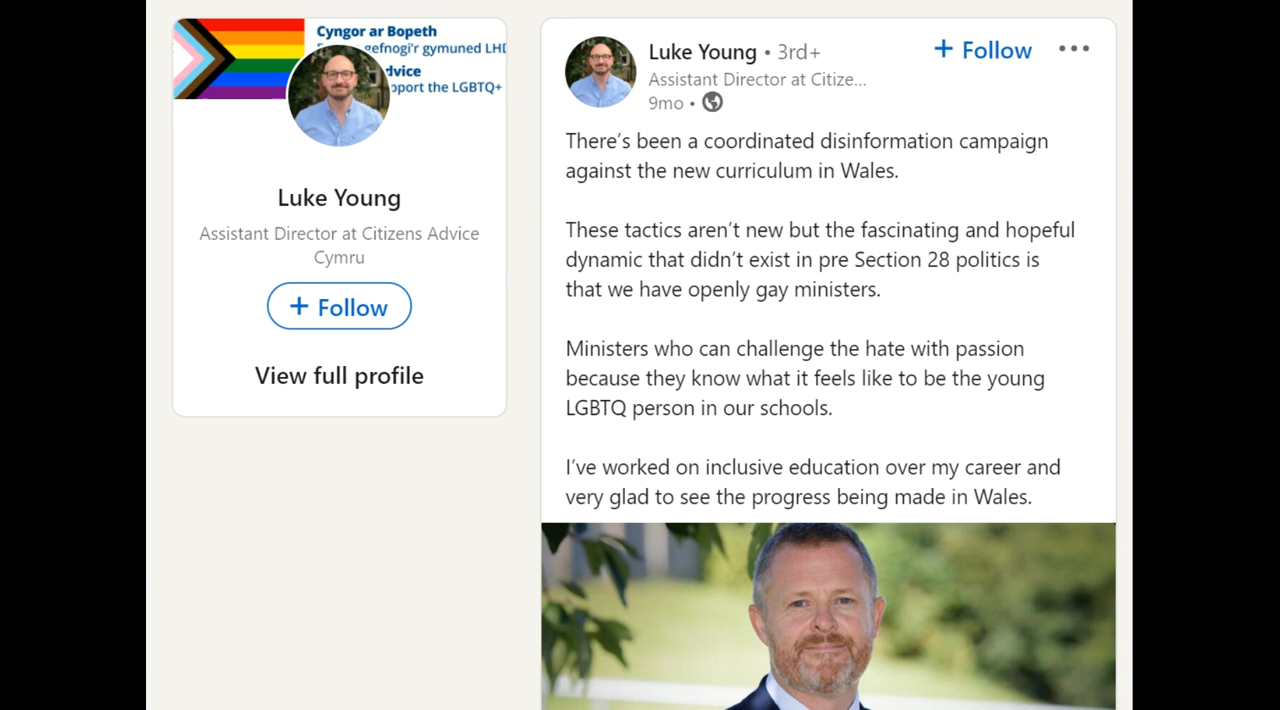 Cyngor ar Bopeth
gefnogi'r gymuned
dvice
pport the LGBTQ+
Luke Young
Assistant Director at Citizens Advice
Cymru
+ Follow
View full profile
Luke Young • 3rd+
+ Follow
Assistant Director at Citize...
9mo •
There's been a coordinated disinformation campaign
against the new curriculum in Wales.
These tactics aren't new but the fascinating and hopeful
dynamic that didn't exist in pre Section 28 politics is
that we have openly gay ministers.
Ministers who can challenge the hate with passion
because they know what it feels like to be the young
LGBTQ person in our schools.
I've worked on inclusive education over my career and
very glad to see the progress being made in Wales.